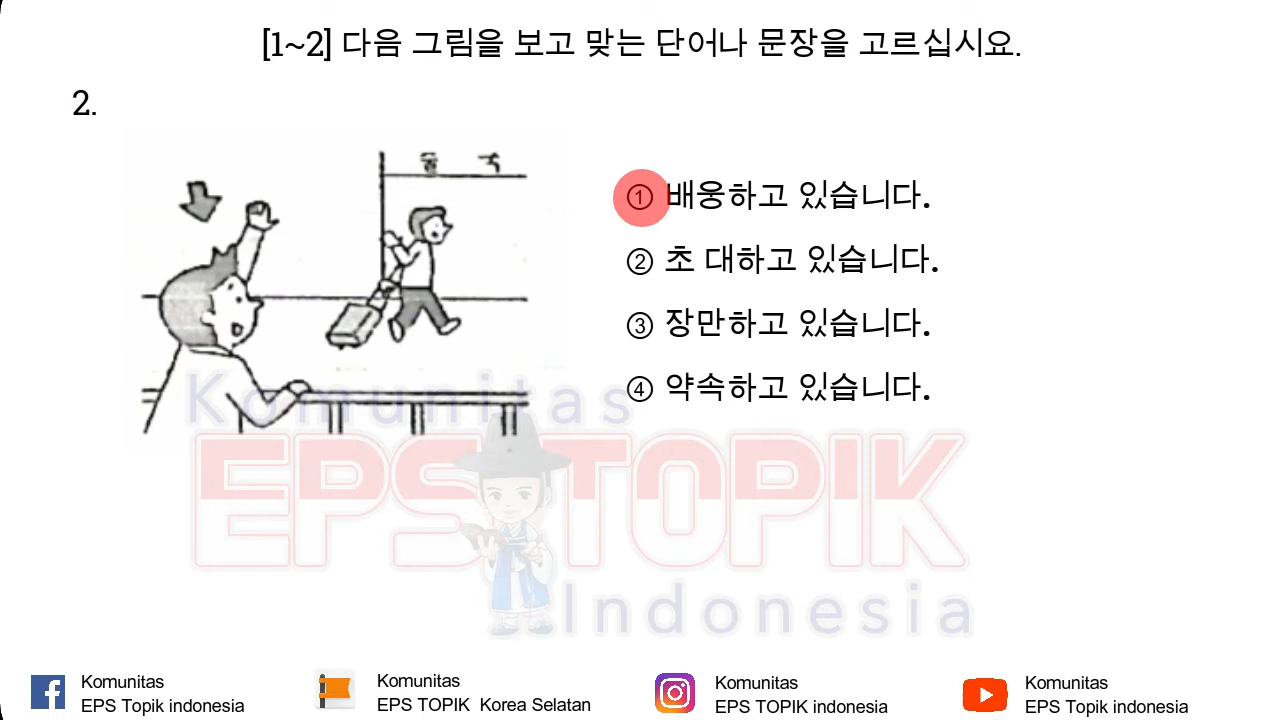 [1~2] 다음 그림을 보고 맞는 단어나 문장을 고르십시요.
2.
출 국
① 배웅하고 있습니다.
② 초 대하고 있습니다.
③ 장만하고 있습니다.
④ 약속하고 있습니다.
Komunitas
EPS TOPIK
Indonesia
Komunitas
EPS Topik indonesia
Komunitas
EPS TOPIK Korea Selatan
Komunitas
EPS TOPIK indonesia
Komunitas
EPS Topik indonesia